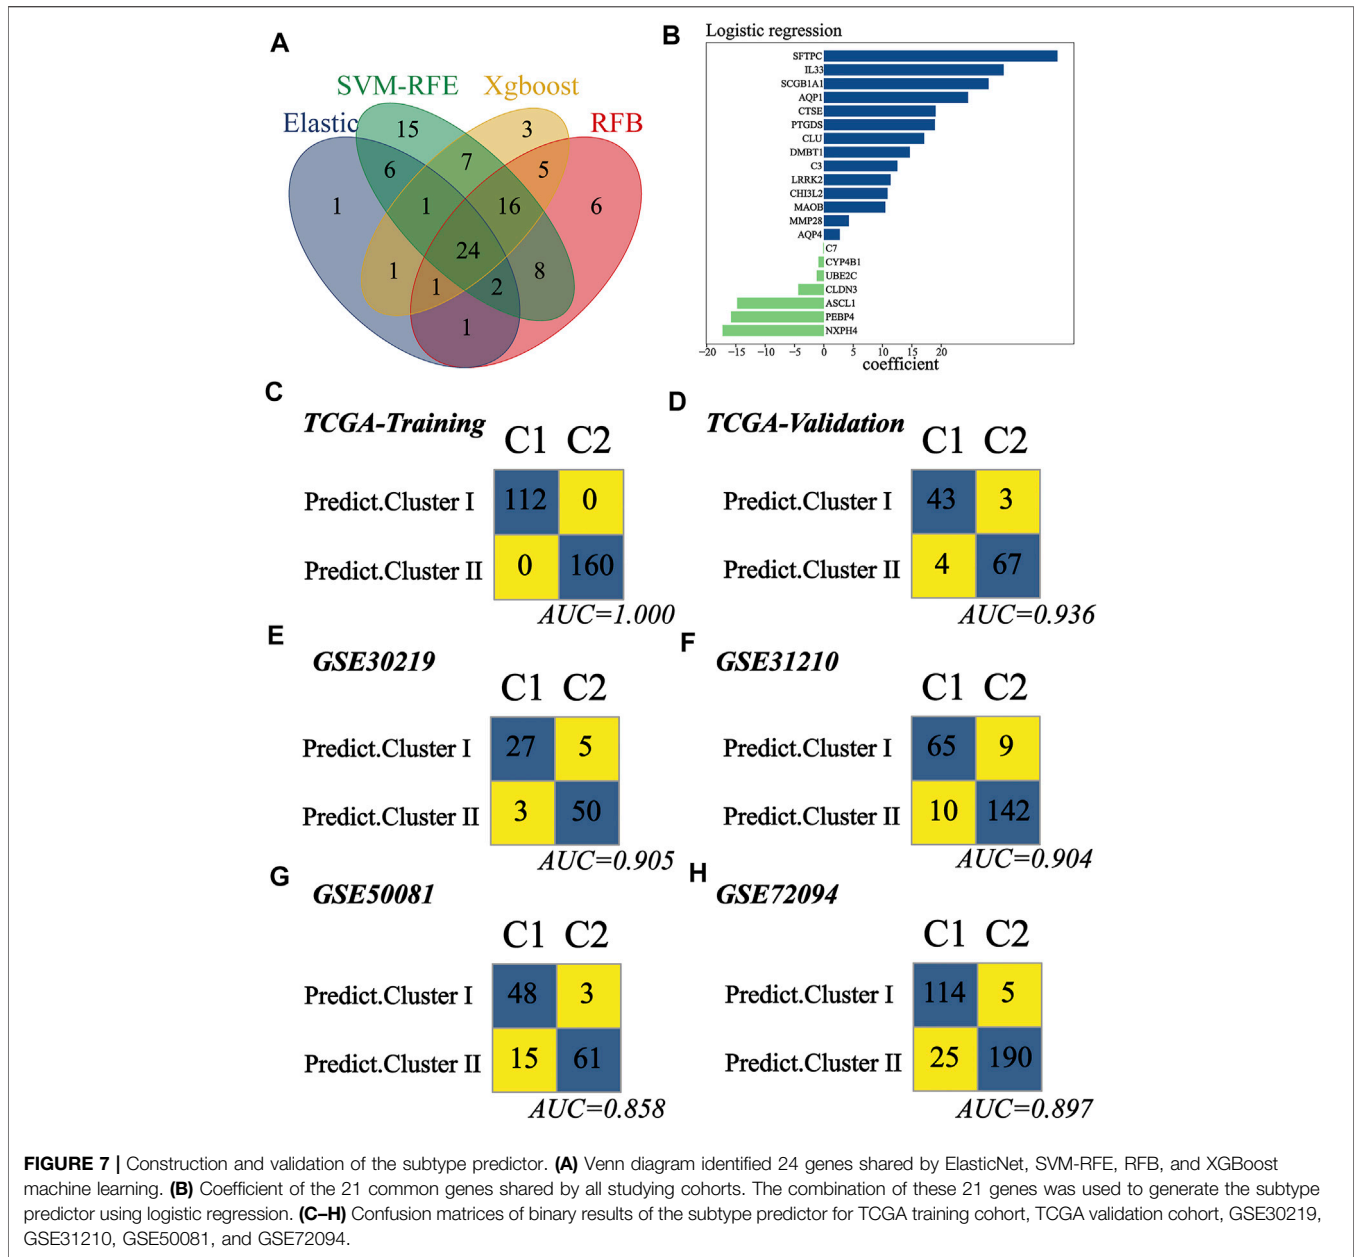 A
SVM-RFE
Xgboost
Elastic
RFB
15
3
6
7
5
1
1
16
6
24
1
1
2
8
1
B
Logistic regression
SFTPC
IL33
SCGB1A1
AQP1
CTSE
PTGDS
CLU
DMBT1
C3
LRRK2
CHI3L2
MAOB
MMP28
AQP4
C7
CYP4B1
UBE2C
CLDN3
ASCL1
PEBP4
NXPH4
−20 −15 −10 −5 0 5 10 15 20
coefficient
C
TCGA-Training
C1 C2
Predict.Cluster I 112 0
Predict.Cluster II 0 160
AUC=1.000
D
TCGA-Validation
C1 C2
Predict.Cluster I 43 3
Predict.Cluster II 4 67
AUC=0.936
E
GSE30219
C1 C2
Predict.Cluster I 27 5
Predict.Cluster II 3 50
AUC=0.905
F
GSE31210
C1 C2
Predict.Cluster I 65 9
Predict.Cluster II 10 142
AUC=0.904
G
GSE50081
C1 C2
Predict.Cluster I 48 3
Predict.Cluster II 15 61
AUC=0.858
H
GSE72094
C1 C2
Predict.Cluster I 114 5
Predict.Cluster II 25 190
AUC=0.897
FIGURE 7 | Construction and validation of the subtype predictor. (A) Venn diagram identified 24 genes shared by ElasticNet, SVM-RFE, RFB, and XGBoost
machine learning. (B) Coefficient of the 21 common genes shared by all studying cohorts. The combination of these 21 genes was used to generate the subtype
predictor using logistic regression. (C–H) Confusion matrices of binary results of the subtype predictor for TCGA training cohort, TCGA validation cohort, GSE30219,
GSE31210, GSE50081, and GSE72094.